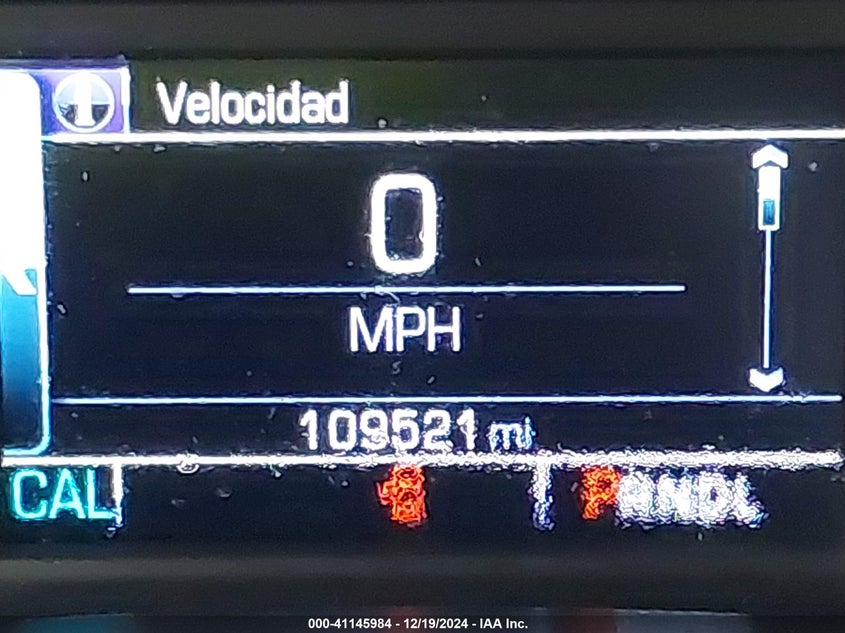 Velocidad
0
MPH
109521 mi
CAL
PRNDL
000-41145984 - 12/19/2024 - IAA Inc.